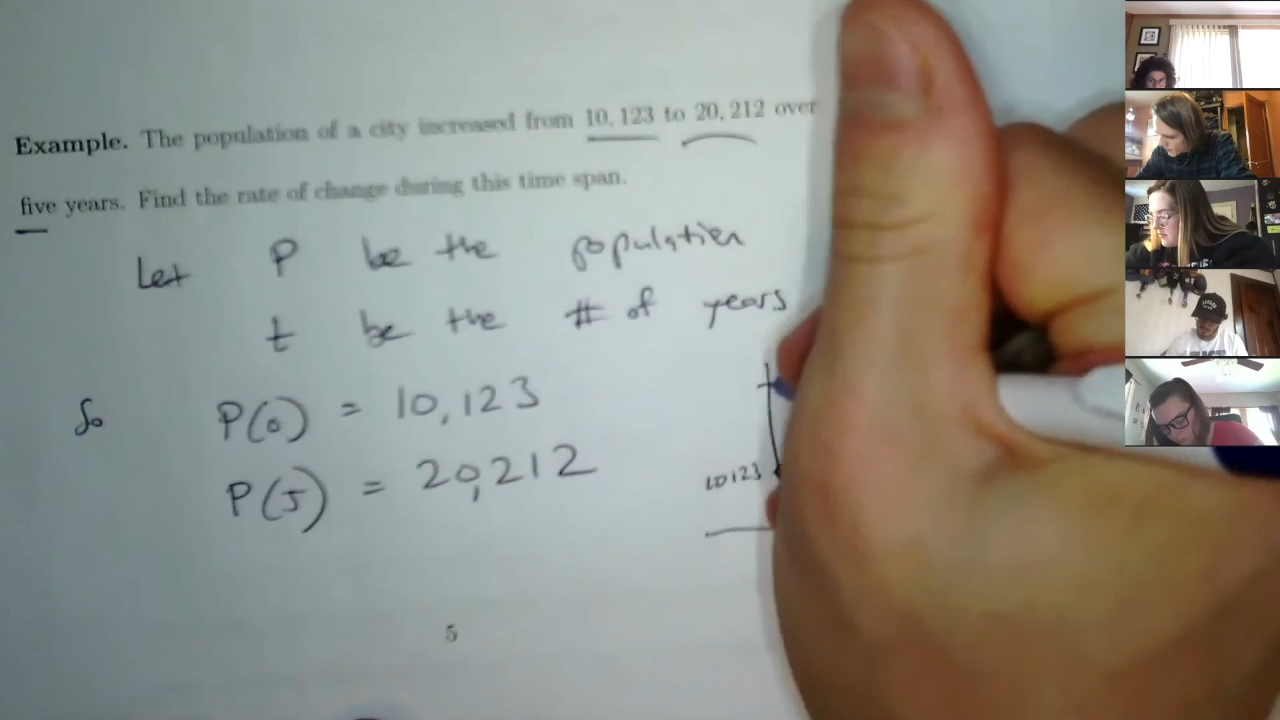 Example. The population of a city increased from 10, 123 to 20, 212 over
five years. Find the rate of change during this time span.
Let P be the population
t be the # of years
So P(0) = 10,123
P(5) = 20,212
10123
5